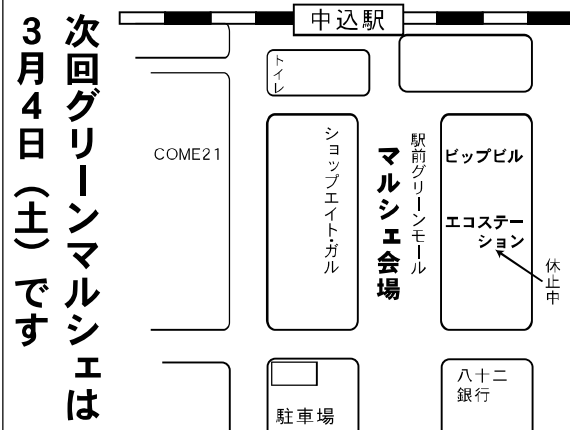 次回グリーンマルシェは
3月4日（土）です
中込駅
トイレ
COME21
ショップエイト・ガル
マルシェ会場
駅前グリーンモール
ビップビル
エコステー
ション
休止中
駐車場
八十二
銀行